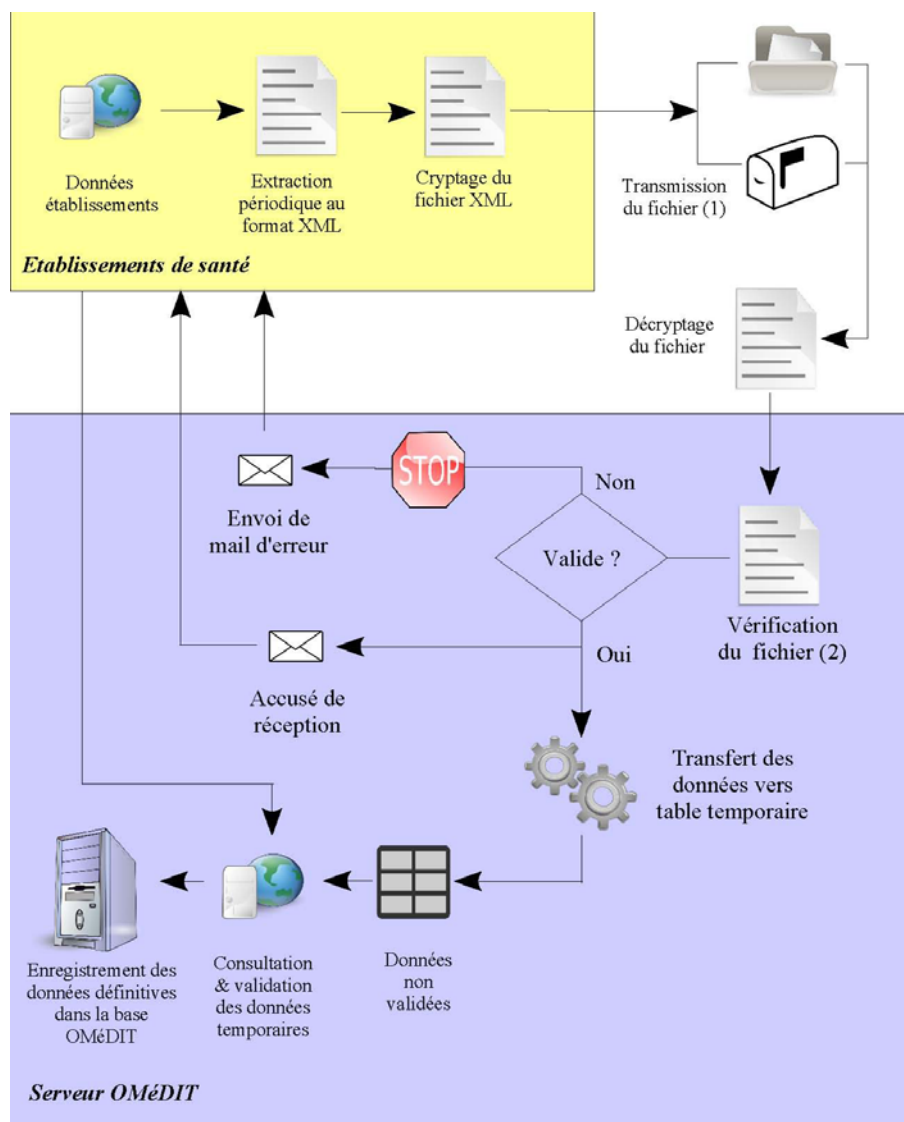 Données
établissements
Extraction
périodique au
format XML
Cryptage du
fichier XML
Transmission
du fichier (1)
Etablissements de santé
Décryptage
du fichier
STOP
Non
Envoi de
mail d'erreur
Valide ?
Vérification
du fichier (2)
Oui
Accusé de
réception
Transfert des
données vers
table temporaire
Enregistrement des
données définitives
dans la base
OMéDIT
Consultation
& validation
des données
temporaires
Données
non
validées
Serveur OMéDIT